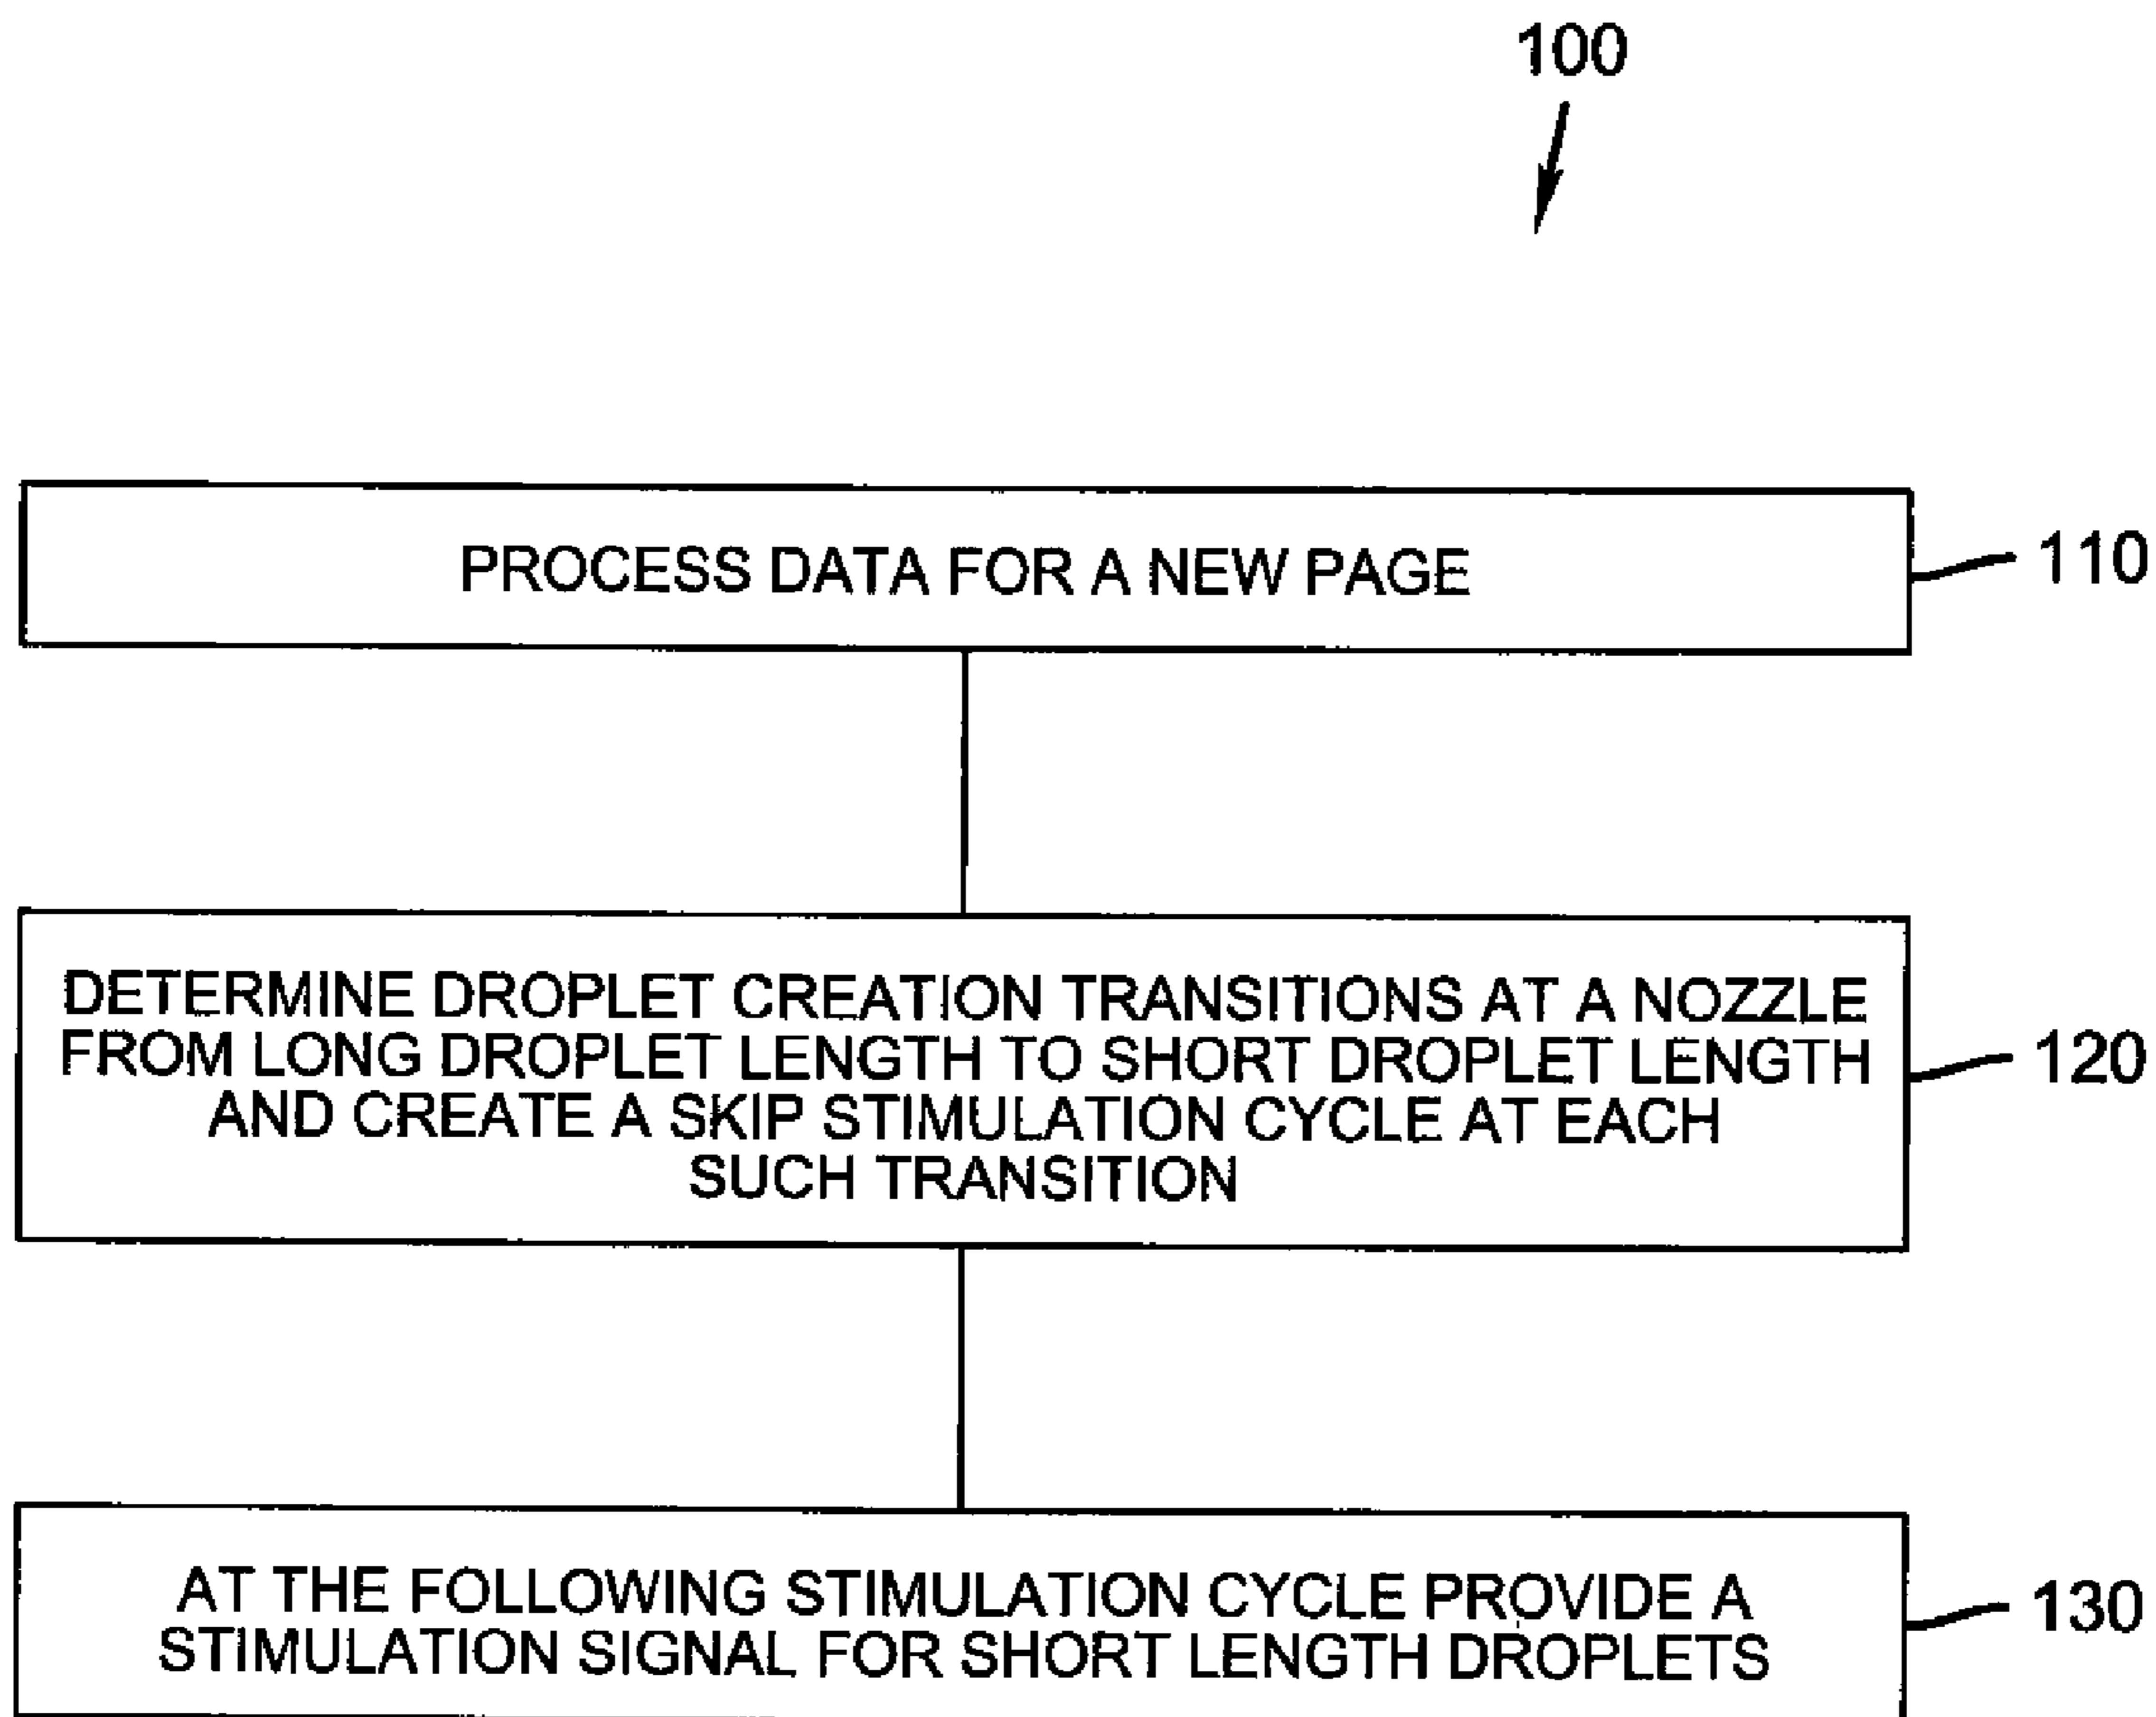 100
PROCESS DATA FOR A NEW PAGE
110
DETERMINE DROPLET CREATION TRANSITIONS AT A NOZZLE
FROM LONG DROPLET LENGTH TO SHORT DROPLET LENGTH
AND CREATE A SKIP STIMULATION CYCLE AT EACH
SUCH TRANSITION
120
AT THE FOLLOWING STIMULATION CYCLE PROVIDE A
STIMULATION SIGNAL FOR SHORT LENGTH DROPLETS
130